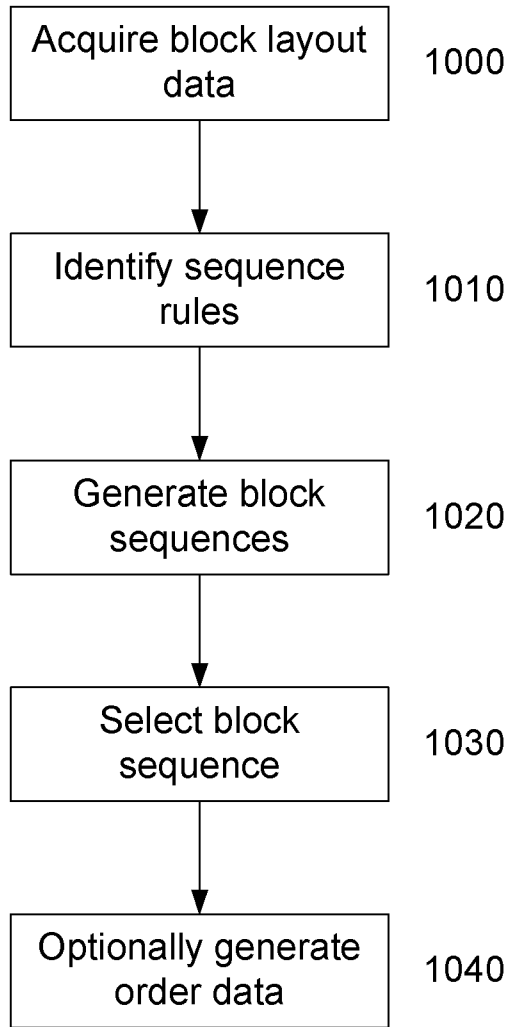 Acquire block layout
data
1000
Identify sequence
rules
1010
Generate block
sequences
1020
Select block
sequence
1030
Optionally generate
order data
1040